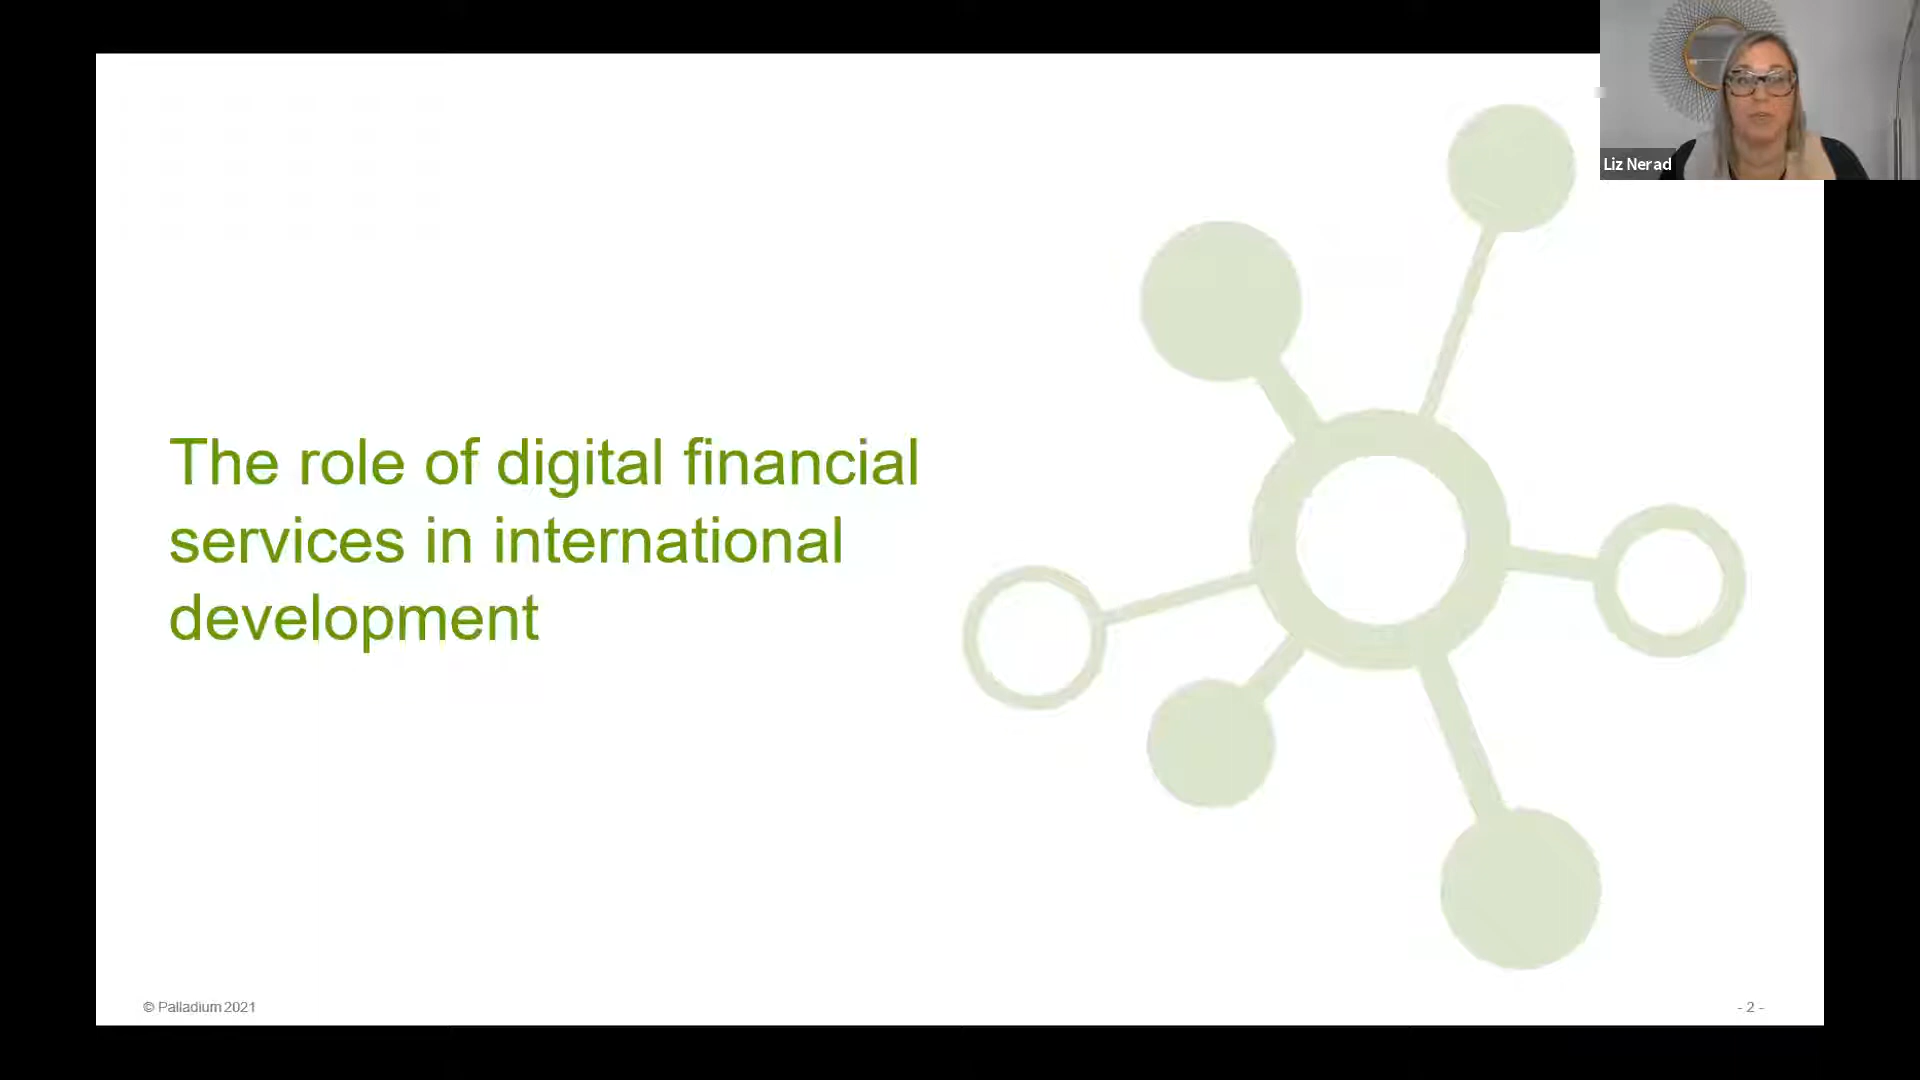 Liz Nerad
The role of digital financial
services in international
development
© Palladium 2021
- 2 -